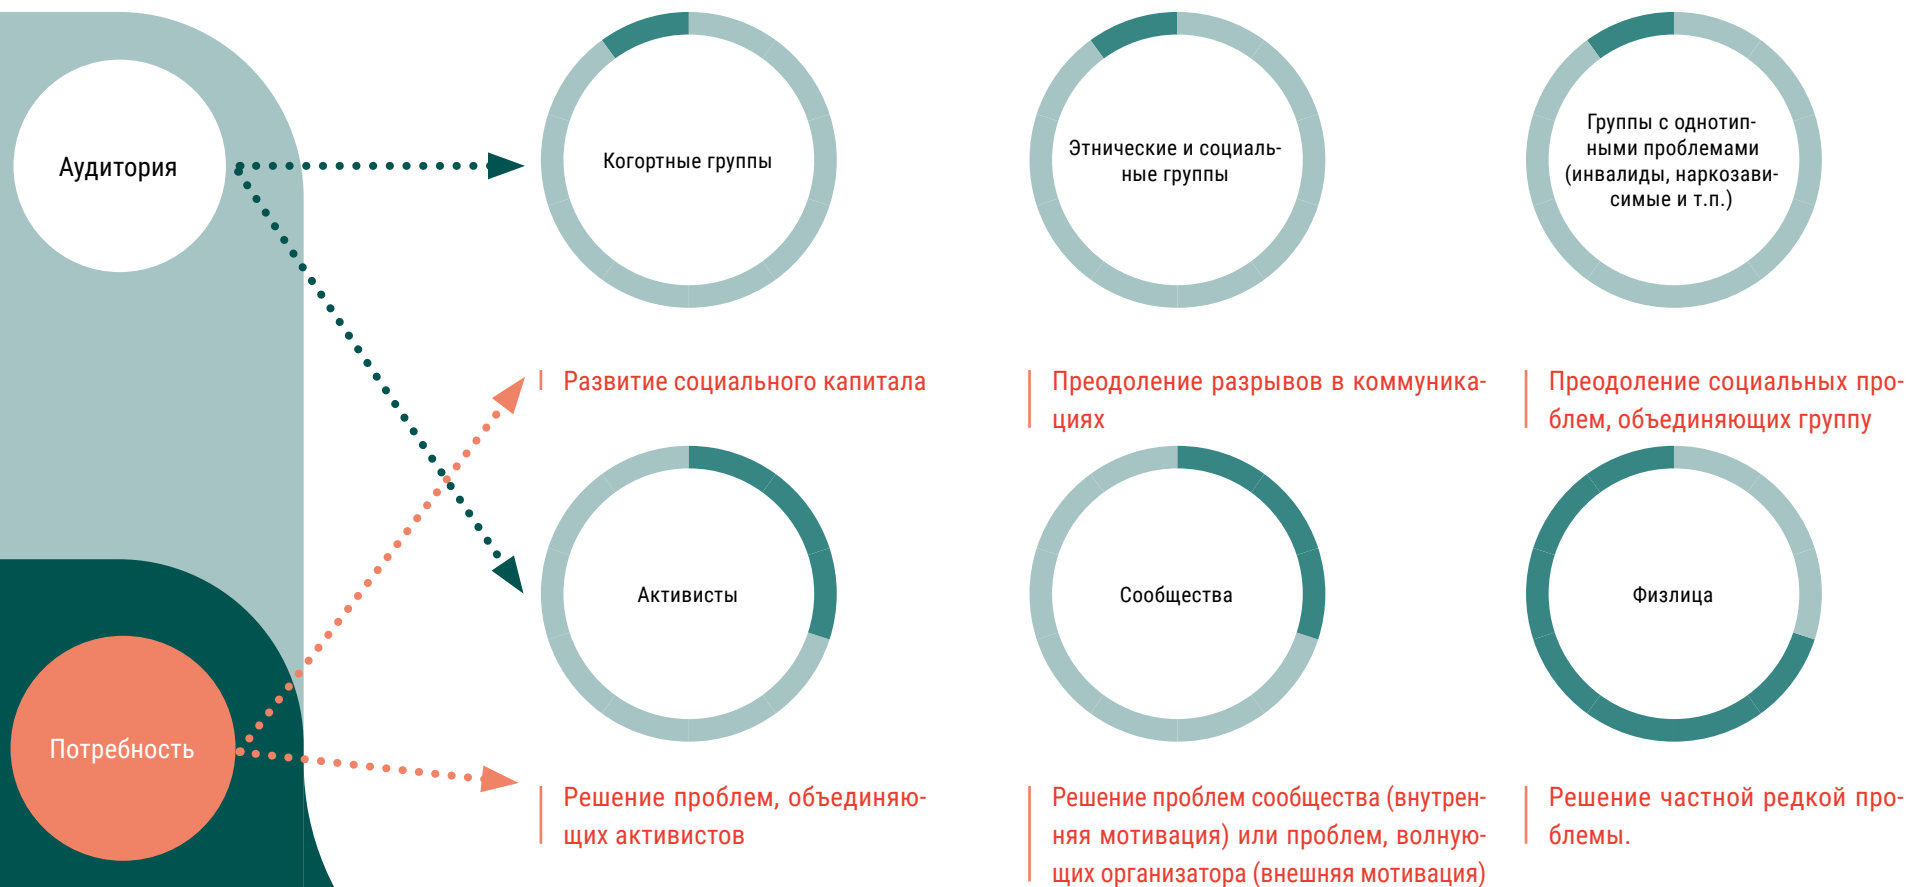 Аудитория
Когортные группы
Этнические и социаль-
ные группы
Группы с однотип-
ными проблемами
(инвалиды, наркозави-
симые и т.п.)
Развитие социального капитала
Преодоление разрывов в коммуника-
циях
Преодоление социальных про-
блем, объединяющих группу
Активисты
Сообщества
Физлица
Потребность
Решение проблем, объединяю-
щих активистов
Решение проблем сообщества (внутрен-
няя мотивация) или проблем, волную-
щих организатора (внешняя мотивация)
Решение частной редкой про-
блемы.